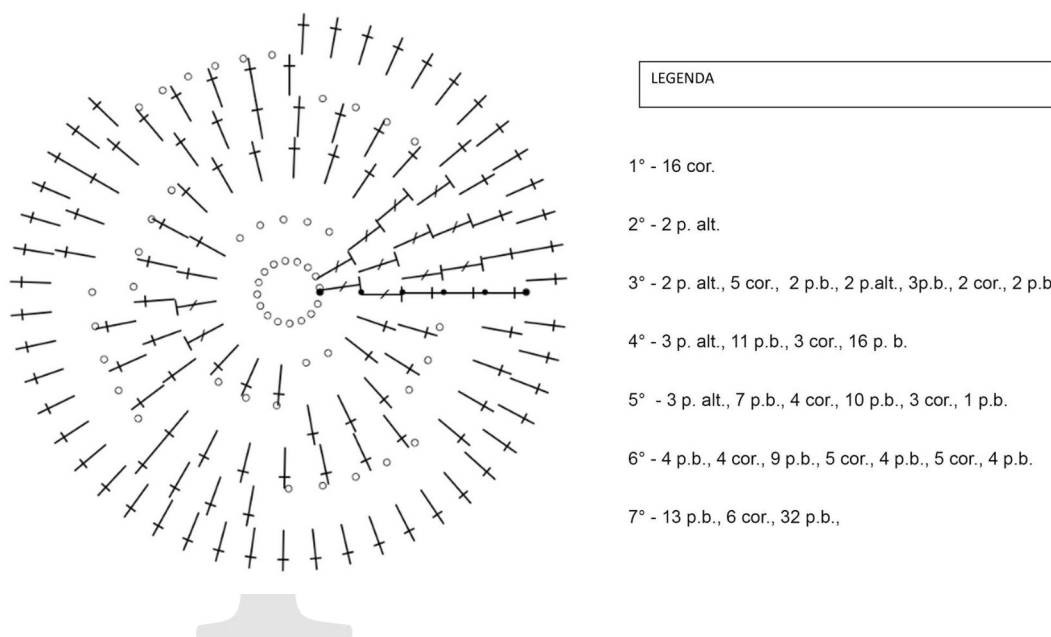 LEGENDA
1° - 16 cor.
2° - 2 p. alt.
3° - 2 p. alt., 5 cor., 2 p.b., 2 p.alt., 3p.b., 2 cor., 2 p.b
4° - 3 p. alt., 11 p.b., 3 cor., 16 p. b.
5° - 3 p. alt., 7 p.b., 4 cor., 10 p.b., 3 cor., 1 p.b.
6° - 4 p.b., 4 cor., 9 p.b., 5 cor., 4 p.b., 5 cor., 4 p.b.
7° - 13 p.b., 6 cor., 32 p.b.,